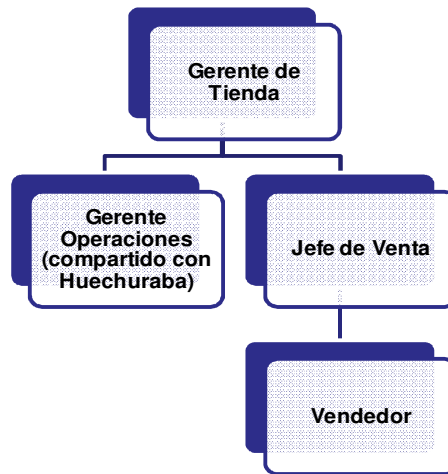 Gerente de
Tienda
Gerente
Operaciones
(compartido con
Huechuraba)
Jefe de Venta
Vendedor